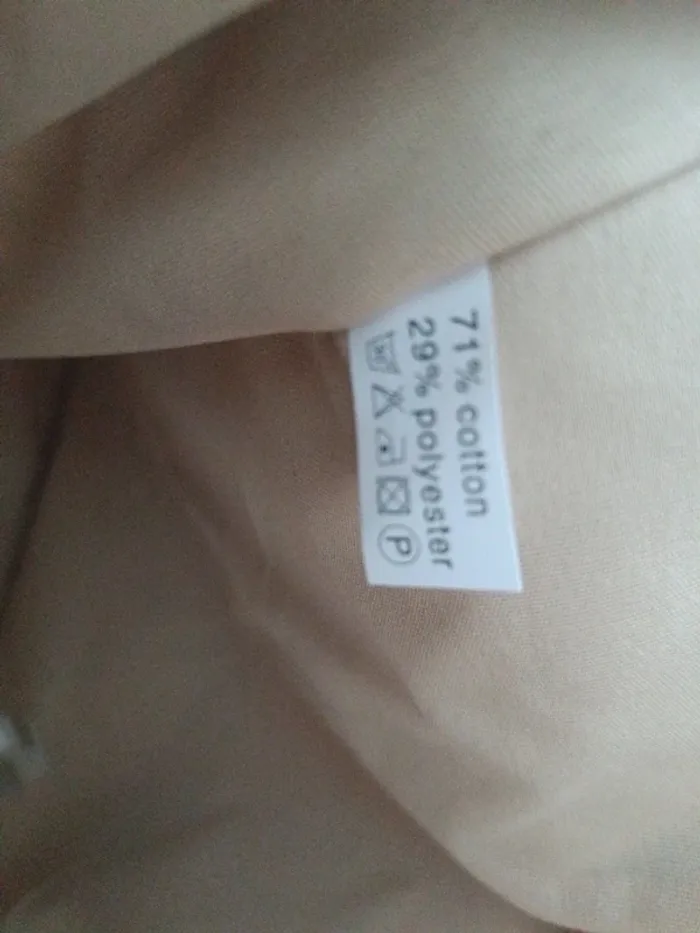 71% cotton
29% polyester
P